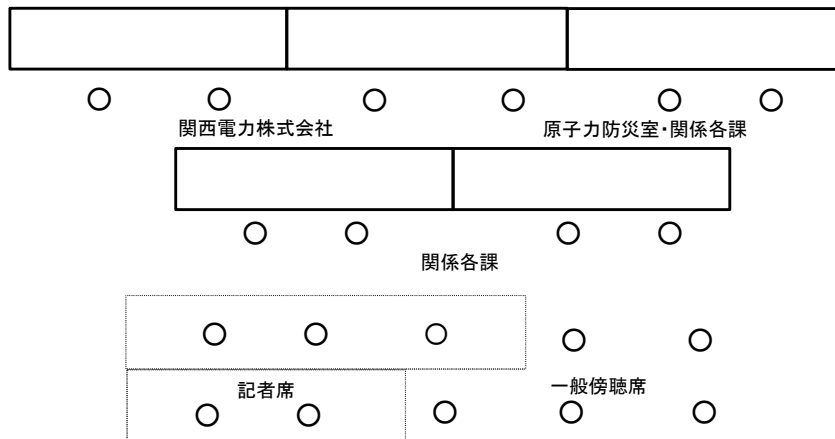 関西電力株式会社
原子力防災室・関係各課
関係各課
記者席
一般傍聴席